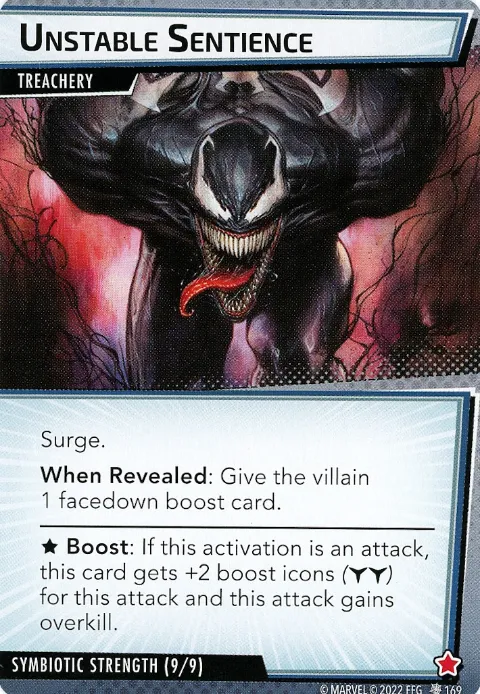 UNSTABLE SENTIENCE
TREACHERY
Surge.
When Revealed: Give the villain
1 facedown boost card.
★ Boost: If this activation is an attack,
this card gets +2 boost icons ( )
for this attack and this attack gains
overkill.
SYMBIOTIC STRENGTH (9/9)
© MARVEL © 2022 FFG 169